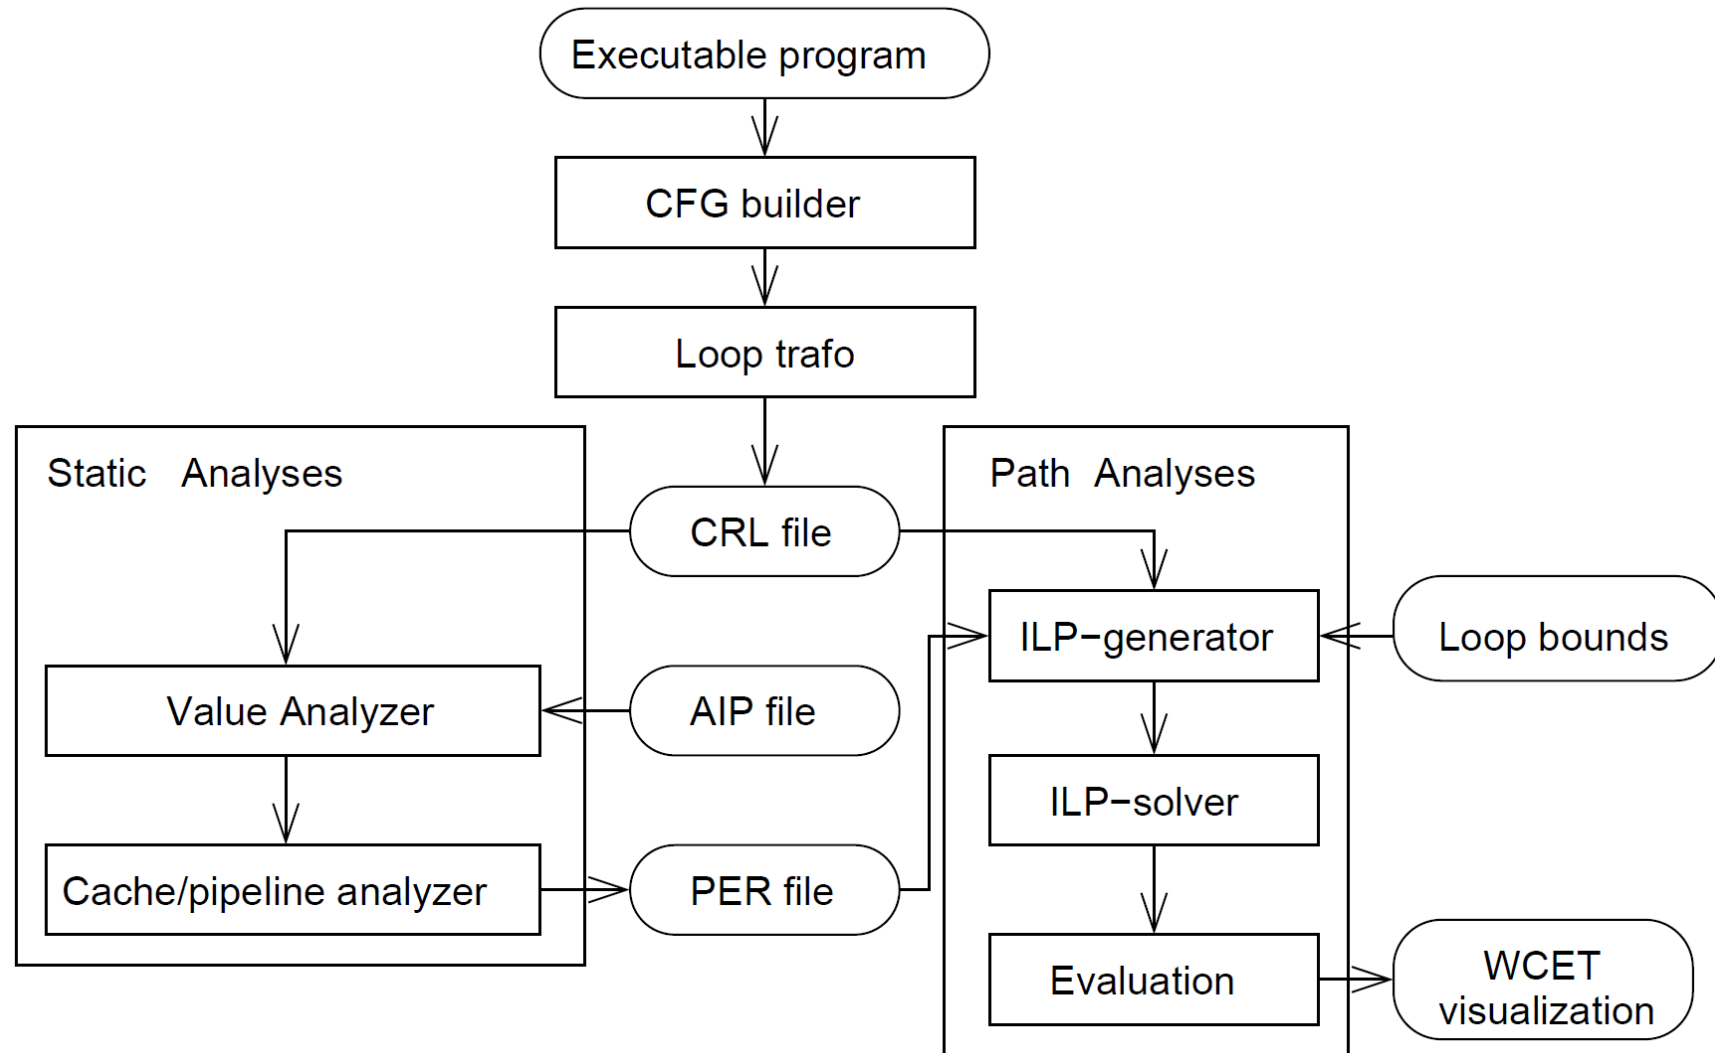 Executable program
CFG builder
Loop trafo
Static Analyses
Path Analyses
CRL file
ILP−generator
Loop bounds
Value Analyzer
AIP file
ILP−solver
Cache/pipeline analyzer
PER file
Evaluation
WCET
visualization